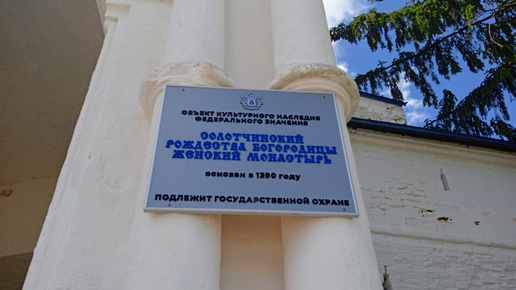 ОБЪЕКТ КУЛЬТУРНОГО НАСЛЕДИЯ
ФЕДЕРАЛЬНОГО ЗНАЧЕНИЯ
СОЛОТЧИНСКИЙ
РОЖДЕСТВА БОГОРОДИЦЫ
ЖЕНСКИЙ МОНАСТЫРЬ
ОСНОВАН В 1390 ГОДУ
ПОДЛЕЖИТ ГОСУДАРСТВЕННОЙ ОХРАНЕ